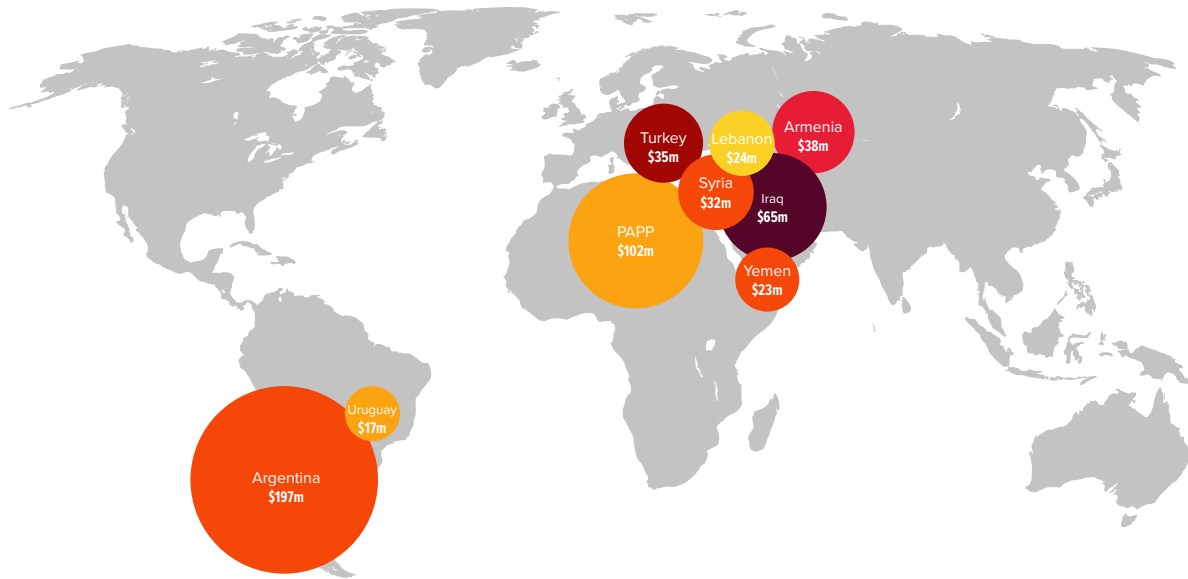 Turkey
$35m
Lebanon
$24m
Armenia
$38m
Syria
$32m
Iraq
$65m
PAPP
$102m
Yemen
$23m
Uruguay
$17m
Argentina
$197m